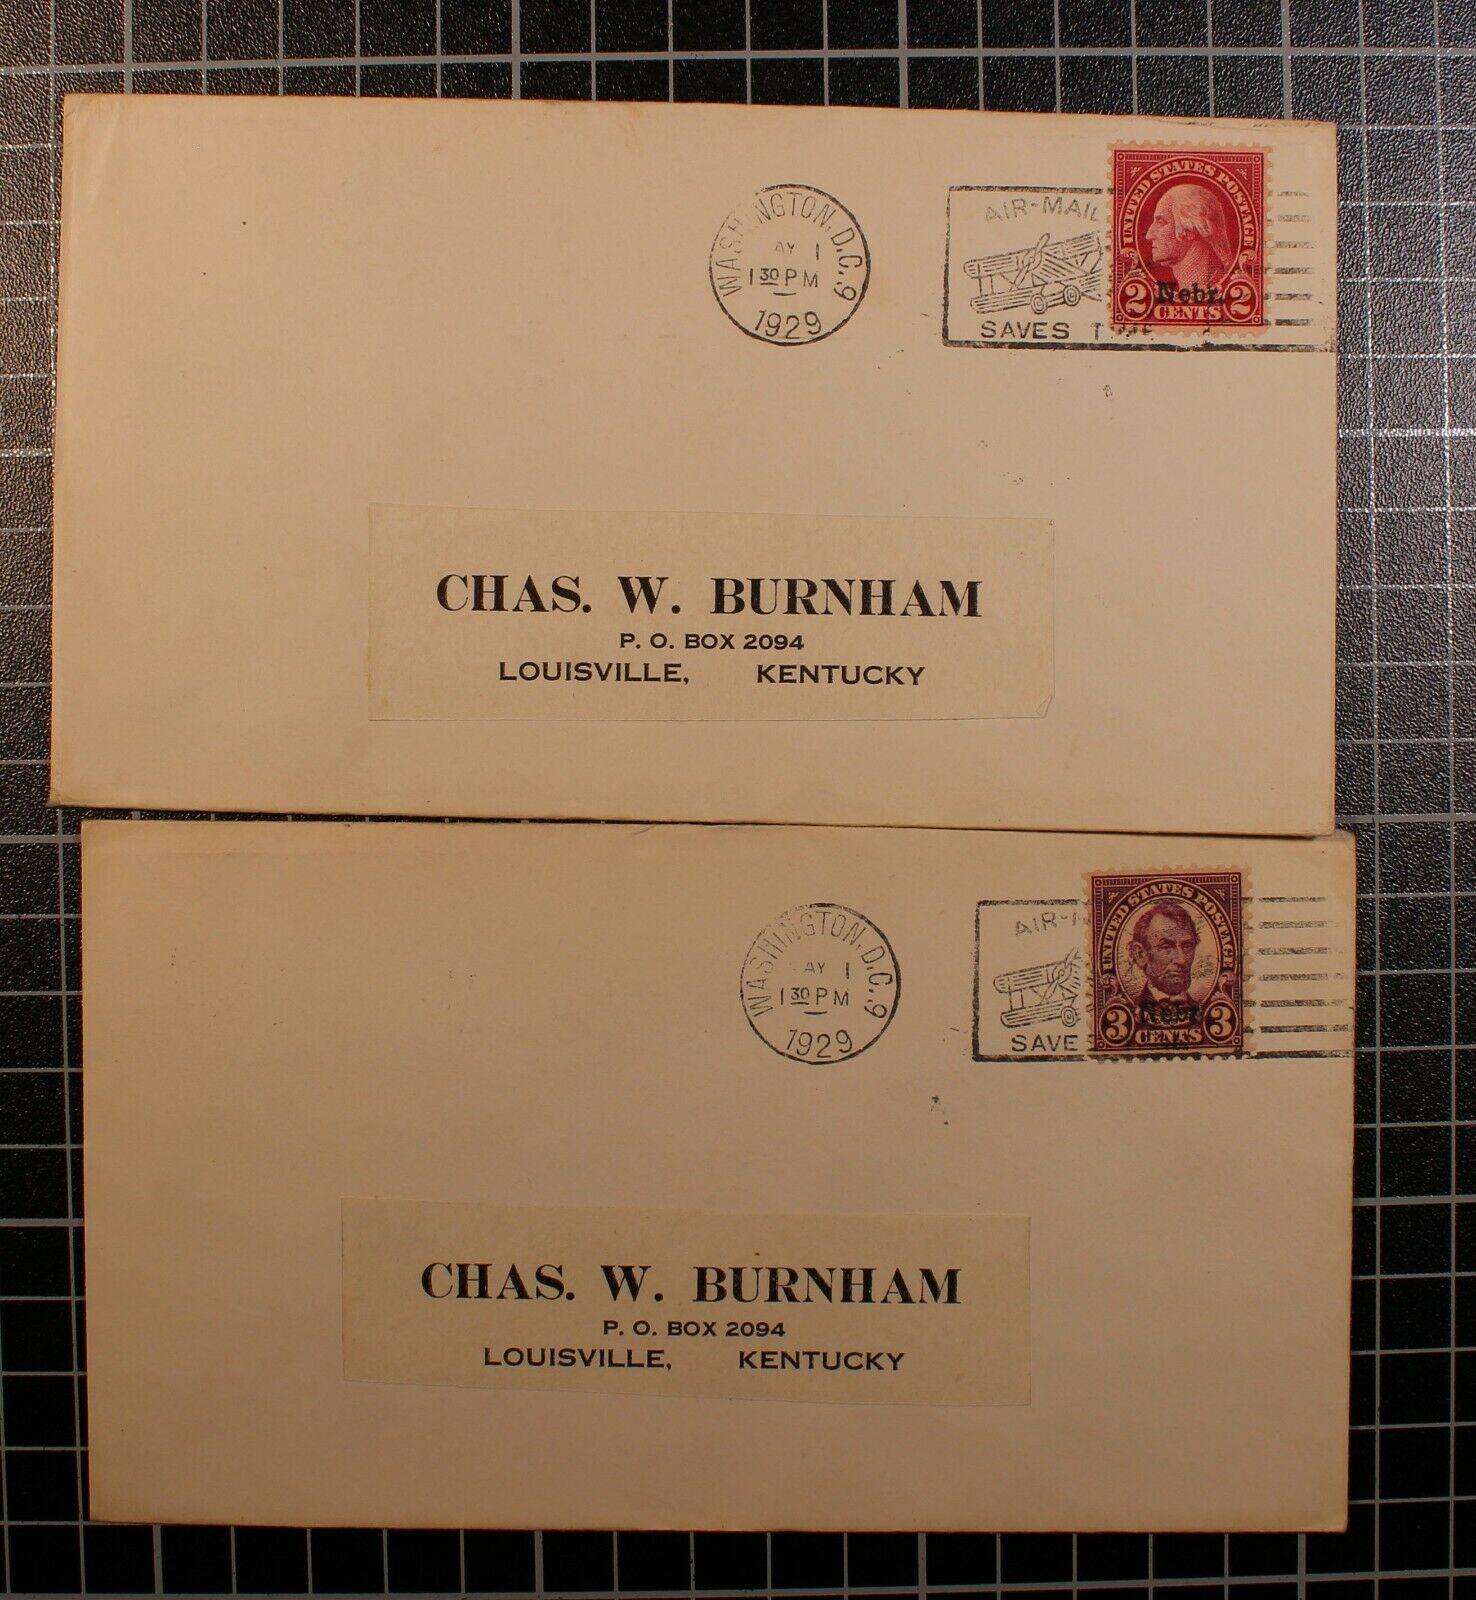 WASHINGTON, D.C. 9
AY 1
1 30 PM
1929
AIR-MAIL
SAVES
UNITED STATES POSTAGE
Nebr.
2 CENTS 2
CHAS. W. BURNHAM
P. O. BOX 2094
LOUISVILLE, KENTUCKY
WASHINGTON, D.C. 9
AY 1
1 30 PM
1929
AIR-
SAVE
UNITED STATES POSTAGE
Nebr.
3 CENTS 3
CHAS. W. BURNHAM
P. O. BOX 2094
LOUISVILLE, KENTUCKY